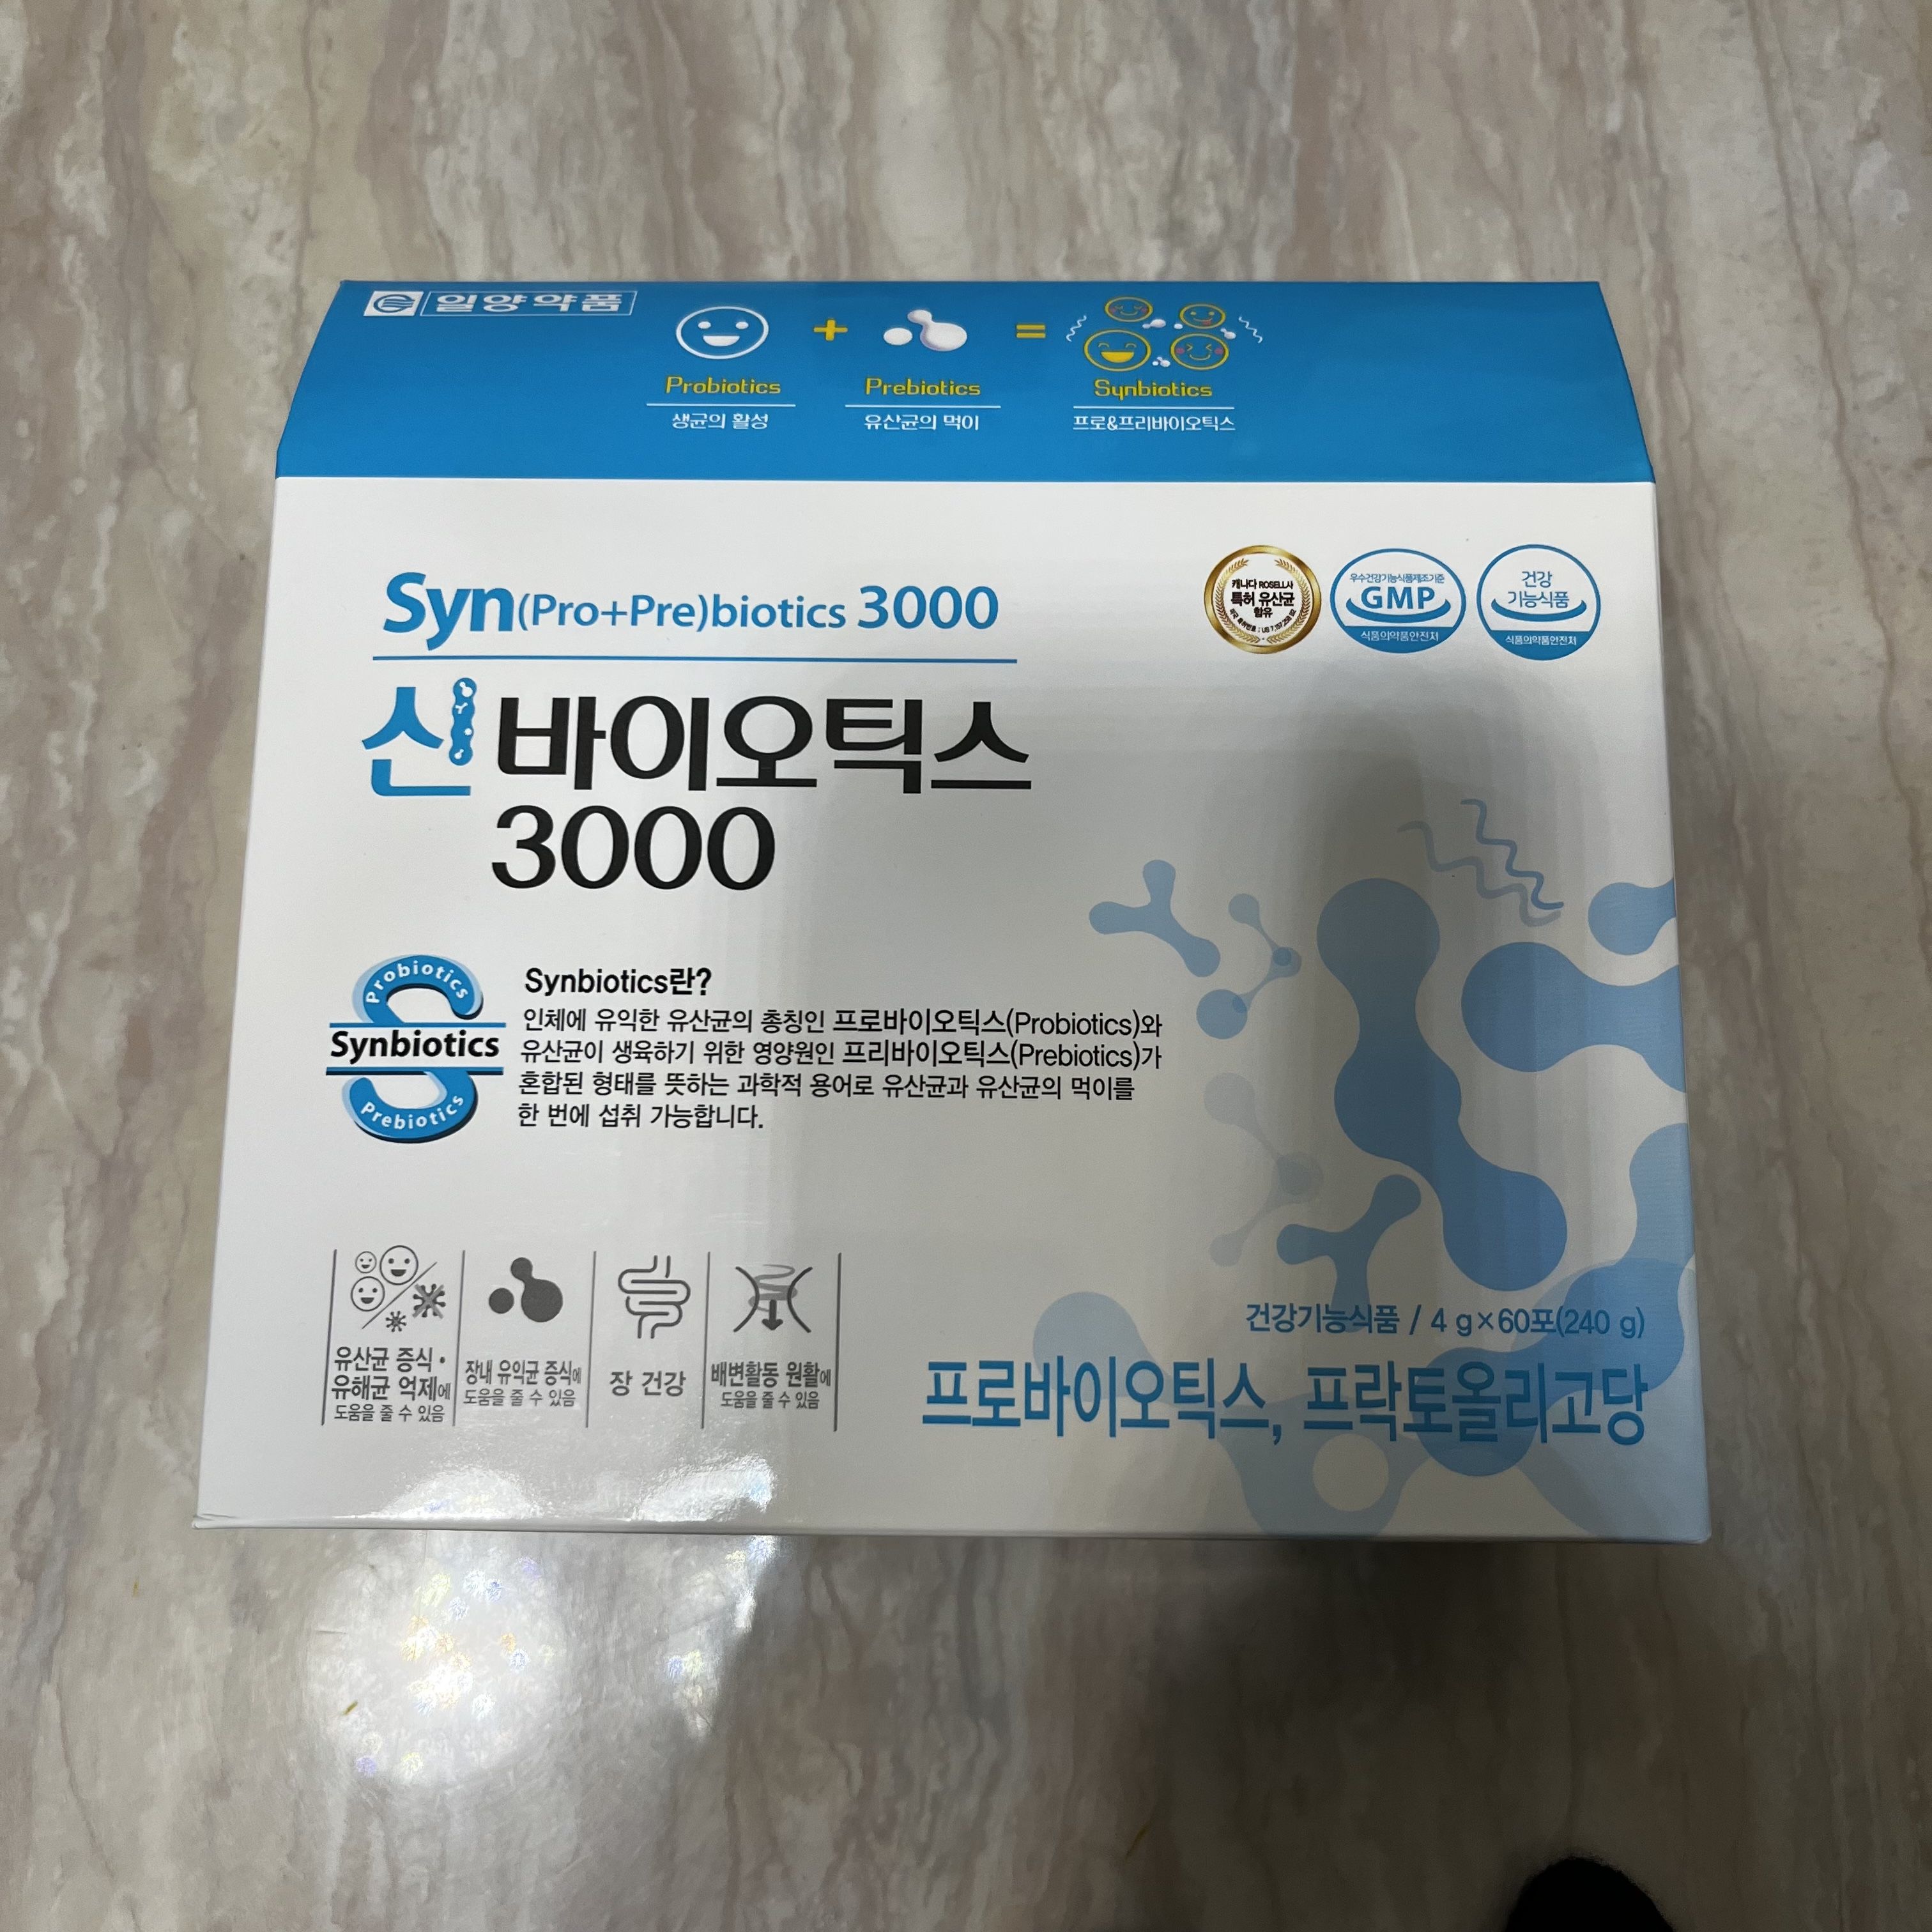 일양약품
Probiotics
생균의 활성
+
Prebiotics
유산균의 먹이
=
Synbiotics
프로&프리바이오틱스
Syn(Pro+Pre)biotics 3000
캐나다 ROSELL사
특허 유산균
함유
우수건강기능식품제조기준
GMP
식품의약품안전처
건강
기능식품
식품의약품안전처
신바이오틱스
3000
Probiotics
Synbiotics
Prebiotics
Synbiotics란?
인체에 유익한 유산균의 총칭인 프로바이오틱스(Probiotics)와
유산균이 생육하기 위한 영양원인 프리바이오틱스(Prebiotics)가
혼합된 형태를 뜻하는 과학적 용어로 유산균과 유산균의 먹이를
한 번에 섭취 가능합니다.
유산균 증식·
유해균 억제에
도움을 줄 수 있음
장내 유익균 증식에
도움을 줄 수 있음
장 건강
배변활동 원활에
도움을 줄 수 있음
건강기능식품 / 4 g×60포(240 g)
프로바이오틱스, 프락토올리고당